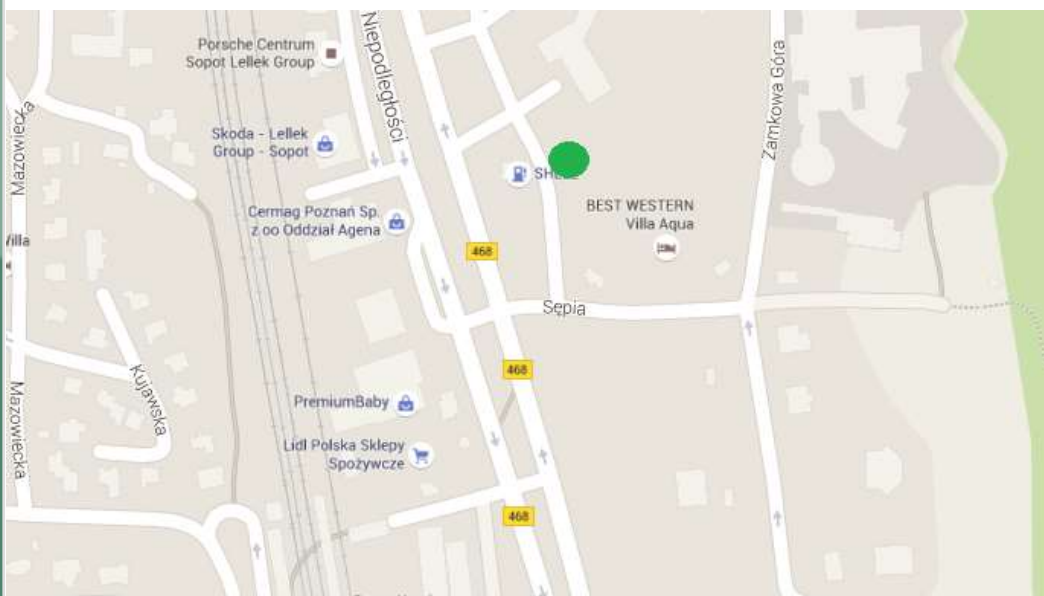 Niepodległości
Porsche Centrum
Sopot Lellek Group
Zamkowa Góra
Mazowiecka
Skoda - Lellek
Group - Sopot
BEST WESTERN
Villa Aqua
Cermag Poznań Sp.
z oo Oddział Agena
468
Sępia
468
Kujawska
Mazowiecka
PremiumBaby
Lidl Polska Sklepy
Spożywcze
468